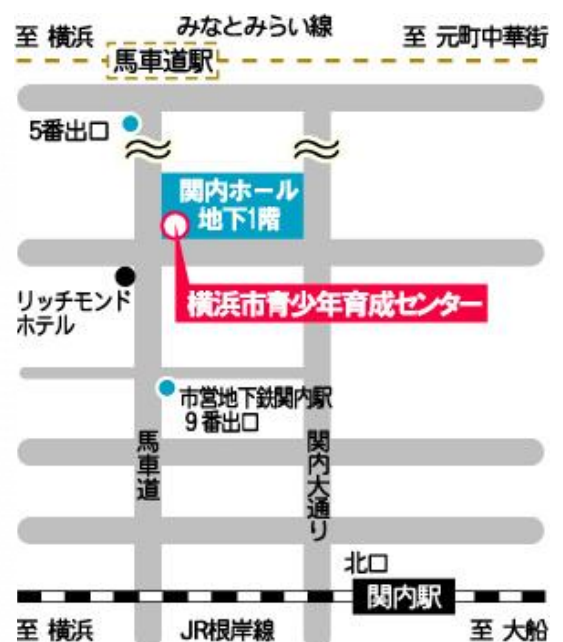 みなとみらい線
至 横浜
至 元町中華街
馬車道駅
5番出口
関内ホール
地下1階
リッチモンド
ホテル
横浜市青少年育成センター
市営地下鉄関内駅
9番出口
馬車道
関内大通り
北口
関内駅
至 横浜
JR根岸線
至 大船